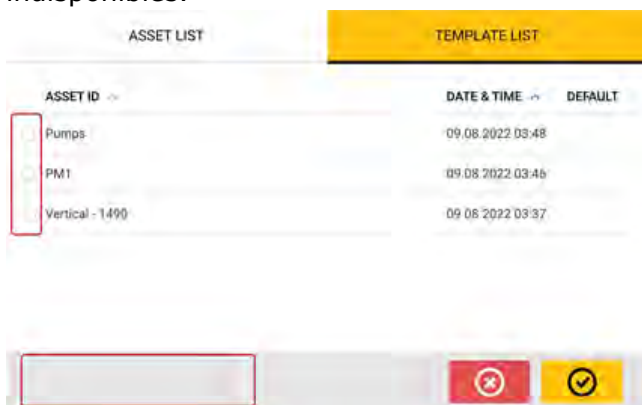 indisponibles.
ASSET LIST TEMPLATE LIST
ASSET ID DATE & TIME DEFAULT
Pumps 09.08.2022 03:48
PM1 09.08.2022 03:46
Vertical - 1490 09.08.2022 03:37